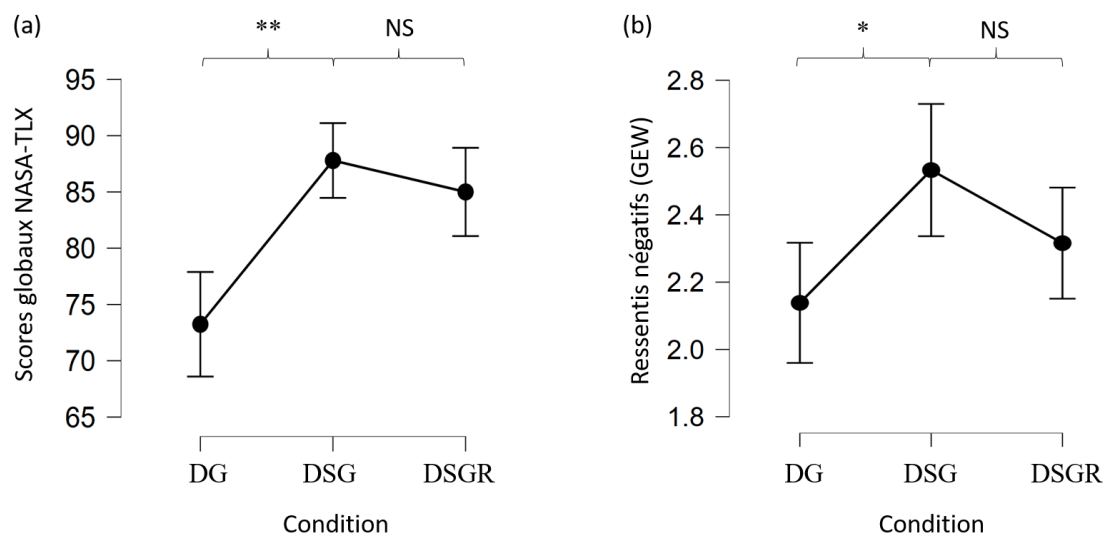 (a)
** NS
Scores globaux NASA-TLX
95
90
85
80
75
70
65
DG DSG DSGR
Condition
(b)
* NS
Ressentis négatifs (GEW)
2.8
2.6
2.4
2.2
2.0
1.8
DG DSG DSGR
Condition